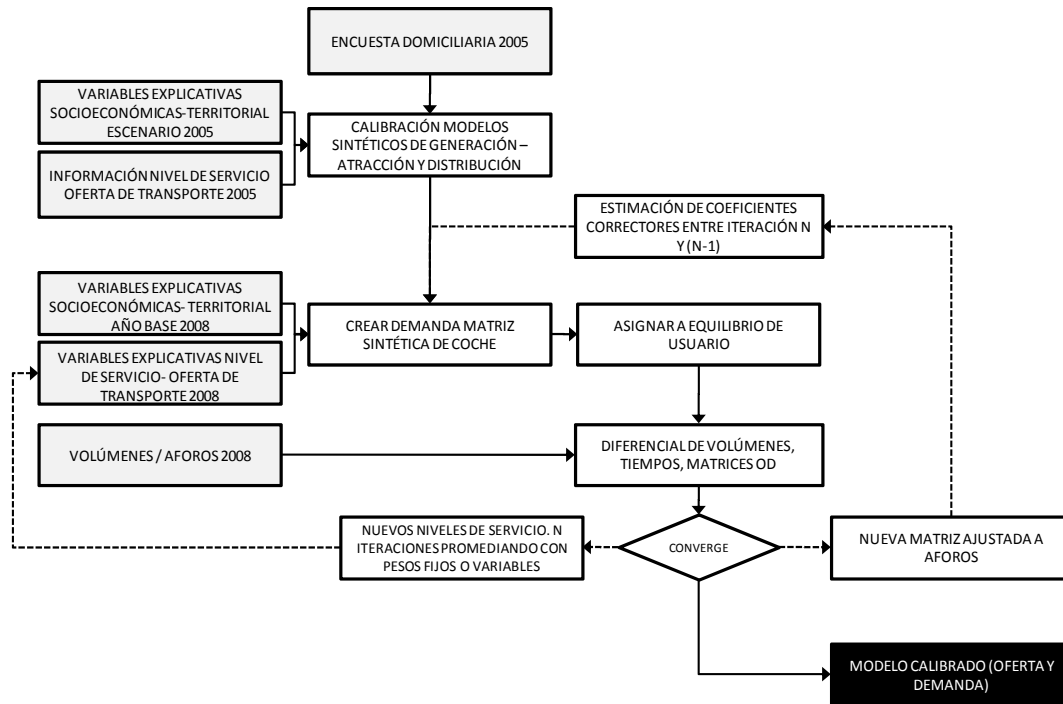 ENCUESTA DOMICILIARIA 2005
VARIABLES EXPLICATIVAS
SOCIOECONÓMICAS-TERRITORIAL
ESCENARIO 2005
CALIBRACIÓN MODELOS
SINTÉTICOS DE GENERACIÓN –
ATRACCIÓN Y DISTRIBUCIÓN
INFORMACIÓN NIVEL DE SERVICIO
OFERTA DE TRANSPORTE 2005
ESTIMACIÓN DE COEFICIENTES
CORRECTORES ENTRE ITERACIÓN N
Y (N-1)
VARIABLES EXPLICATIVAS
SOCIOECONÓMICAS- TERRITORIAL
AÑO BASE 2008
CREAR DEMANDA MATRIZ
SINTÉTICA DE COCHE
ASIGNAR A EQUILIBRIO DE
USUARIO
VARIABLES EXPLICATIVAS NIVEL
DE SERVICIO- OFERTA DE
TRANSPORTE 2008
VOLÚMENES / AFOROS 2008
DIFERENCIAL DE VOLÚMENES,
TIEMPOS, MATRICES OD
NUEVOS NIVELES DE SERVICIO. N
ITERACIONES PROMEDIANDO CON
PESOS FIJOS O VARIABLES
CONVERGE
NUEVA MATRIZ AJUSTADA A
AFOROS
MODELO CALIBRADO (OFERTA Y
DEMANDA)